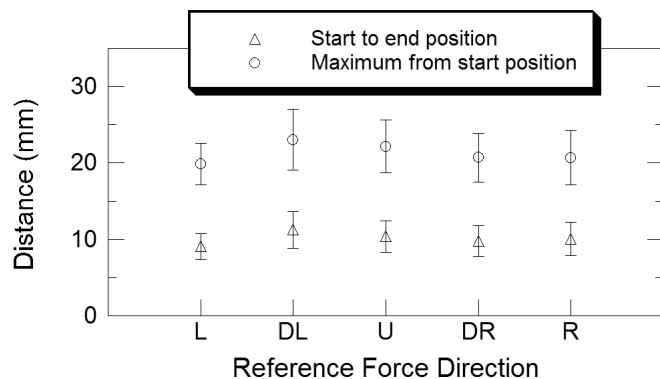 Start to end position
Maximum from start position
30
20
10
0
Distance (mm)
L DL U DR R
Reference Force Direction